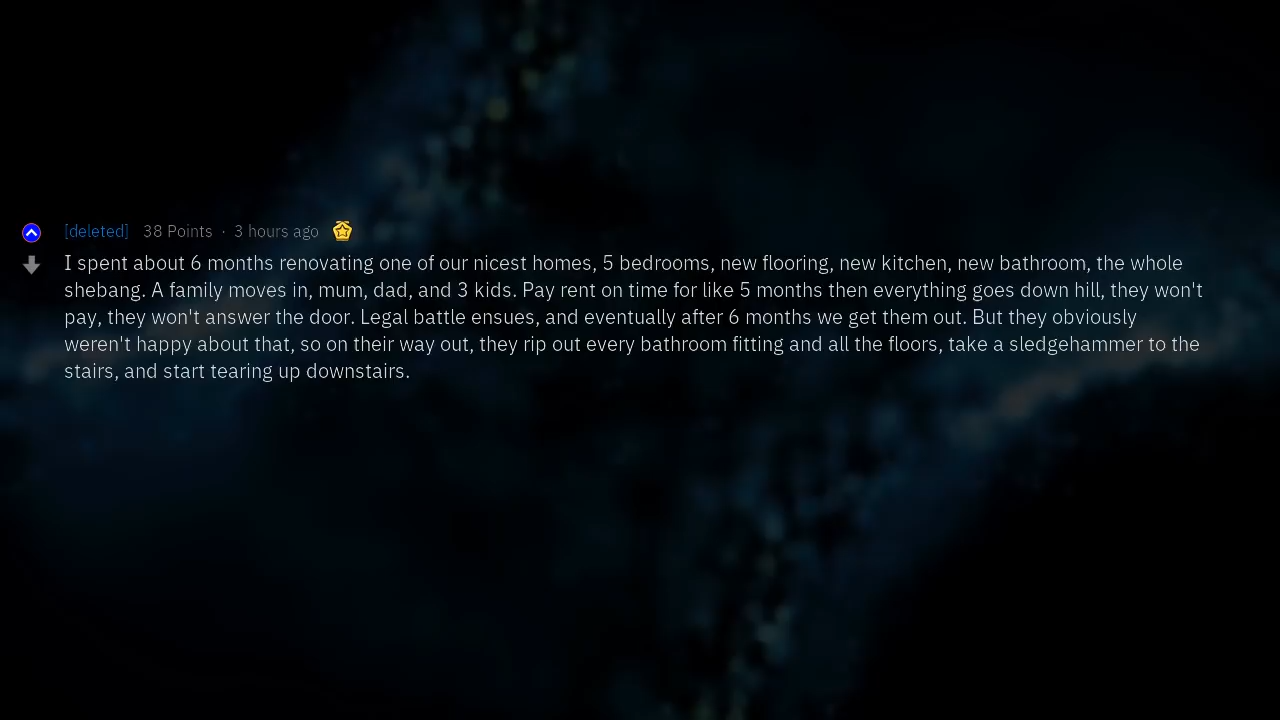 [deleted] 38 Points · 3 hours ago
I spent about 6 months renovating one of our nicest homes, 5 bedrooms, new flooring, new kitchen, new bathroom, the whole
shebang. A family moves in, mum, dad, and 3 kids. Pay rent on time for like 5 months then everything goes down hill, they won't
pay, they won't answer the door. Legal battle ensues, and eventually after 6 months we get them out. But they obviously
weren't happy about that, so on their way out, they rip out every bathroom fitting and all the floors, take a sledgehammer to the
stairs, and start tearing up downstairs.